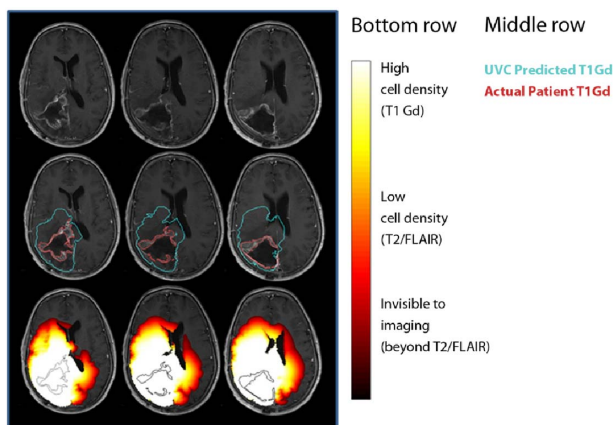 Bottom row
Middle row
High
cell density
(T1 Gd)
Low
cell density
(T2/FLAIR)
Invisible to
imaging
(beyond T2/FLAIR)
UVC Predicted T1Gd
Actual Patient T1Gd